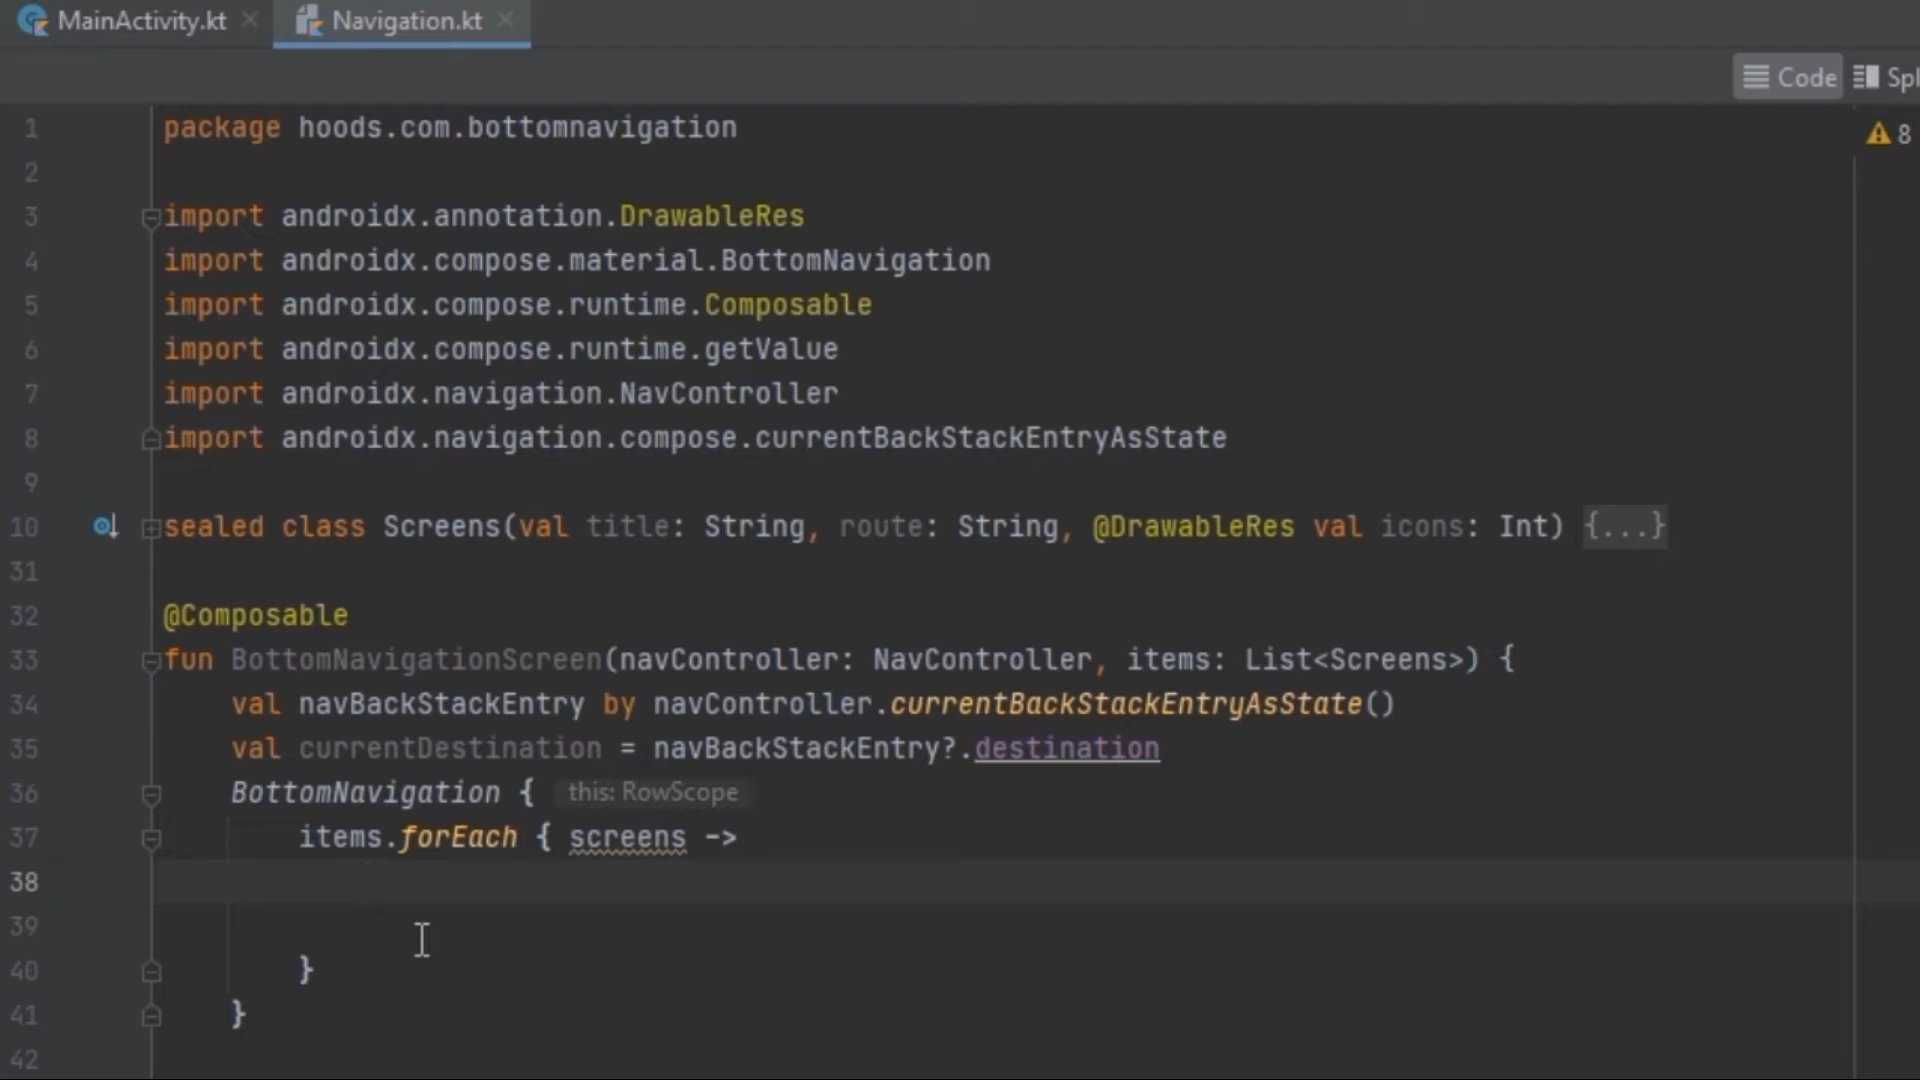 MainActivity.kt
Navigation.kt
Code
Spl
8
1 package hoods.com.bottomnavigation
2
3 import androidx.annotation.DrawableRes
4 import androidx.compose.material.BottomNavigation
5 import androidx.compose.runtime.Composable
6 import androidx.compose.runtime.getValue
7 import androidx.navigation.NavController
8 import androidx.navigation.compose.currentBackStackEntryAsState
9
10 sealed class Screens(val title: String, route: String, @DrawableRes val icons: Int) {...}
31
32 @Composable
33 fun BottomNavigationScreen(navController: NavController, items: List<Screens>) {
34 val navBackStackEntry by navController.currentBackStackEntryAsState()
35 val currentDestination = navBackStackEntry?.destination
36 BottomNavigation { this: RowScope
37 items.forEach { screens ->
38
39
40 }
41 }
42